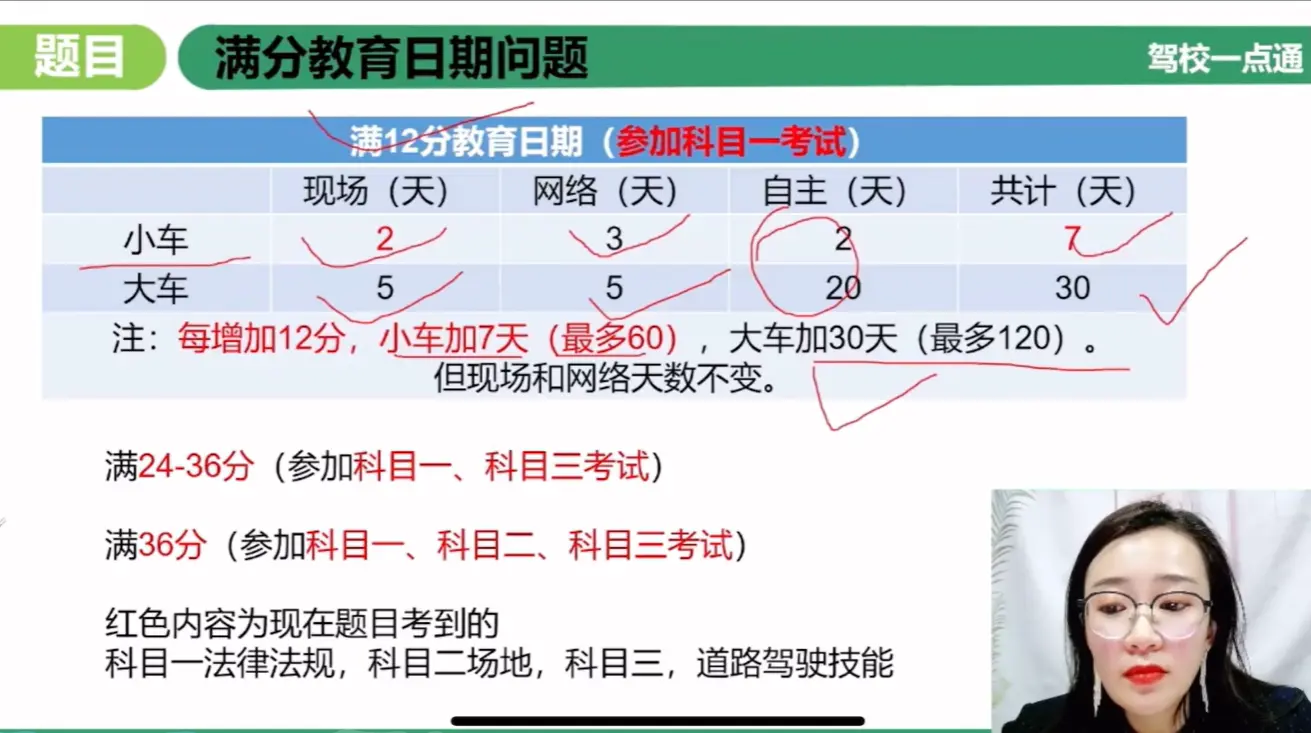 题目
满分教育日期问题
驾校一点通
满12分教育日期（参加科目一考试）
现场（天） 网络（天） 自主（天） 共计（天）
小车 2 3 2 7
大车 5 5 20 30
注：每增加12分，小车加7天（最多60），大车加30天（最多120）。
但现场和网络天数不变。
满24-36分（参加科目一、科目三考试）
满36分（参加科目一、科目二、科目三考试）
红色内容为现在题目考到的
科目一法律法规，科目二场地，科目三，道路驾驶技能